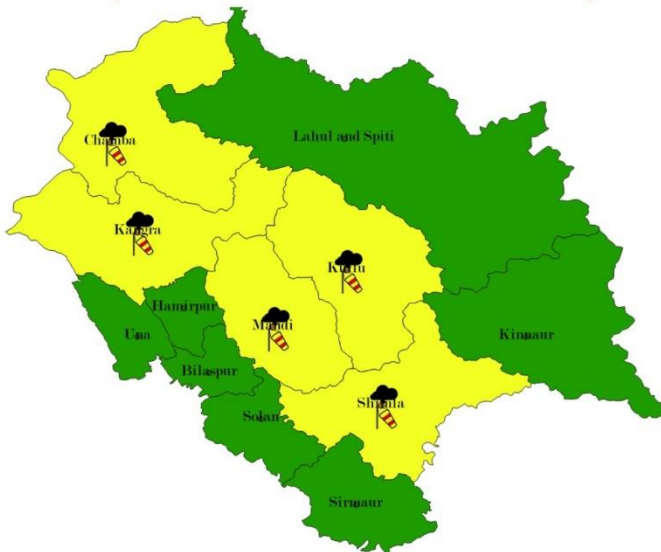 Chamba
Lahul and Spiti
Kangra
Kullu
Hamirpur
Una
Mandi
Kinnaur
Bilaspur
Shimla
Solan
Sirmaur